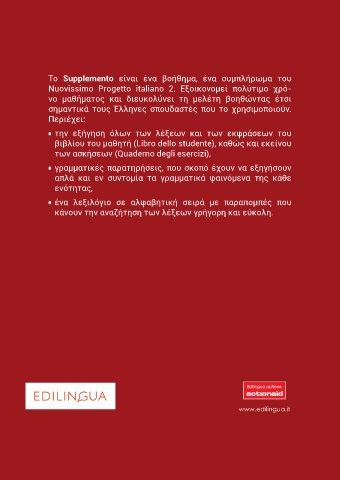 Το Supplemento είναι ένα βοήθημα, ένα συμπλήρωμα του
Nuovissimo Progetto italiano 2. Εξοικονομεί πολύτιμο χρό-
νο μαθήματος και διευκολύνει τη μελέτη βοηθώντας έτσι
σημαντικά τους Έλληνες σπουδαστές που το χρησιμοποιούν.
Περιέχει:
• την εξήγηση όλων των λέξεων και των εκφράσεων του
βιβλίου του μαθητή (Libro dello studente), καθώς και εκείνου
των ασκήσεων (Quaderno degli esercizi),
• γραμματικές παρατηρήσεις, που σκοπό έχουν να εξηγήσουν
απλά και εν συντομία τα γραμματικά φαινόμενα της κάθε
ενότητας,
• ένα λεξιλόγιο σε αλφαβητική σειρά με παραπομπές που
κάνουν την αναζήτηση των λέξεων γρήγορη και εύκολη.
EDILINGUA
Edilingua sostiene
actionaid
www.edilingua.it